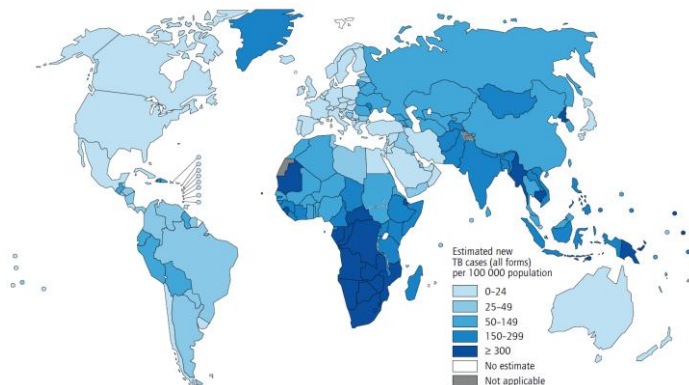 Estimated new
TB cases (all forms)
per 100 000 population
0–24
25–49
50–149
150–299
≥ 300
No estimate
Not applicable